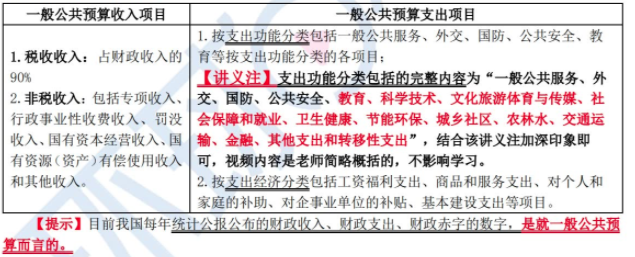 一般公共预算收入项目
一般公共预算支出项目
1.税收收入：占财政收入的
90%
2.非税收入：包括专项收入、
行政事业性收费收入、罚没
收入、国有资本经营收入、国
有资源（资产）有偿使用收入
和其他收入。
1.按支出功能分类包括一般公共服务、外交、国防、公共安全、教
育等按支出功能分类的各项目；
【讲义注】支出功能分类包括的完整内容为“一般公共服务、外
交、国防、公共安全、教育、科学技术、文化旅游体育与传媒、社
会保障和就业、卫生健康、节能环保、城乡社区、农林水、交通运
输、金融、其他支出和转移性支出”，结合该讲义注加深印象即
可，视频内容是老师简略概括的，不影响学习。
2.按支出经济分类包括工资福利支出、商品和服务支出、对个人和
家庭的补助、对企事业单位的补贴、基本建设支出等项目。
【提示】目前我国每年统计公报公布的财政收入、财政支出、财政赤字的数字，是就一般公共预
算而言的。